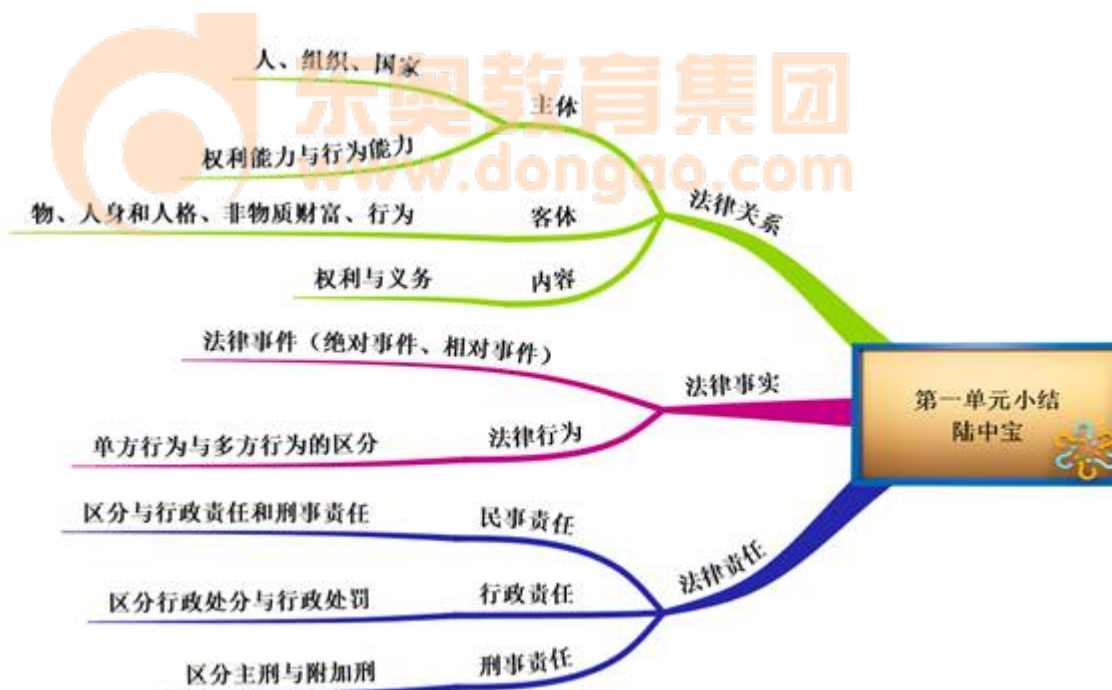 东奥教育集团
www.dongao.com
人、组织、国家
主体
权利能力与行为能力
法律关系
物、人身和人格、非物质财富、行为
客体
权利与义务
内容
法律事件（绝对事件、相对事件）
法律事实
单方行为与多方行为的区分
法律行为
第一单元小结
陆中宝
区分与行政责任和刑事责任
民事责任
法律责任
区分行政处分与行政处罚
行政责任
区分主刑与附加刑
刑事责任